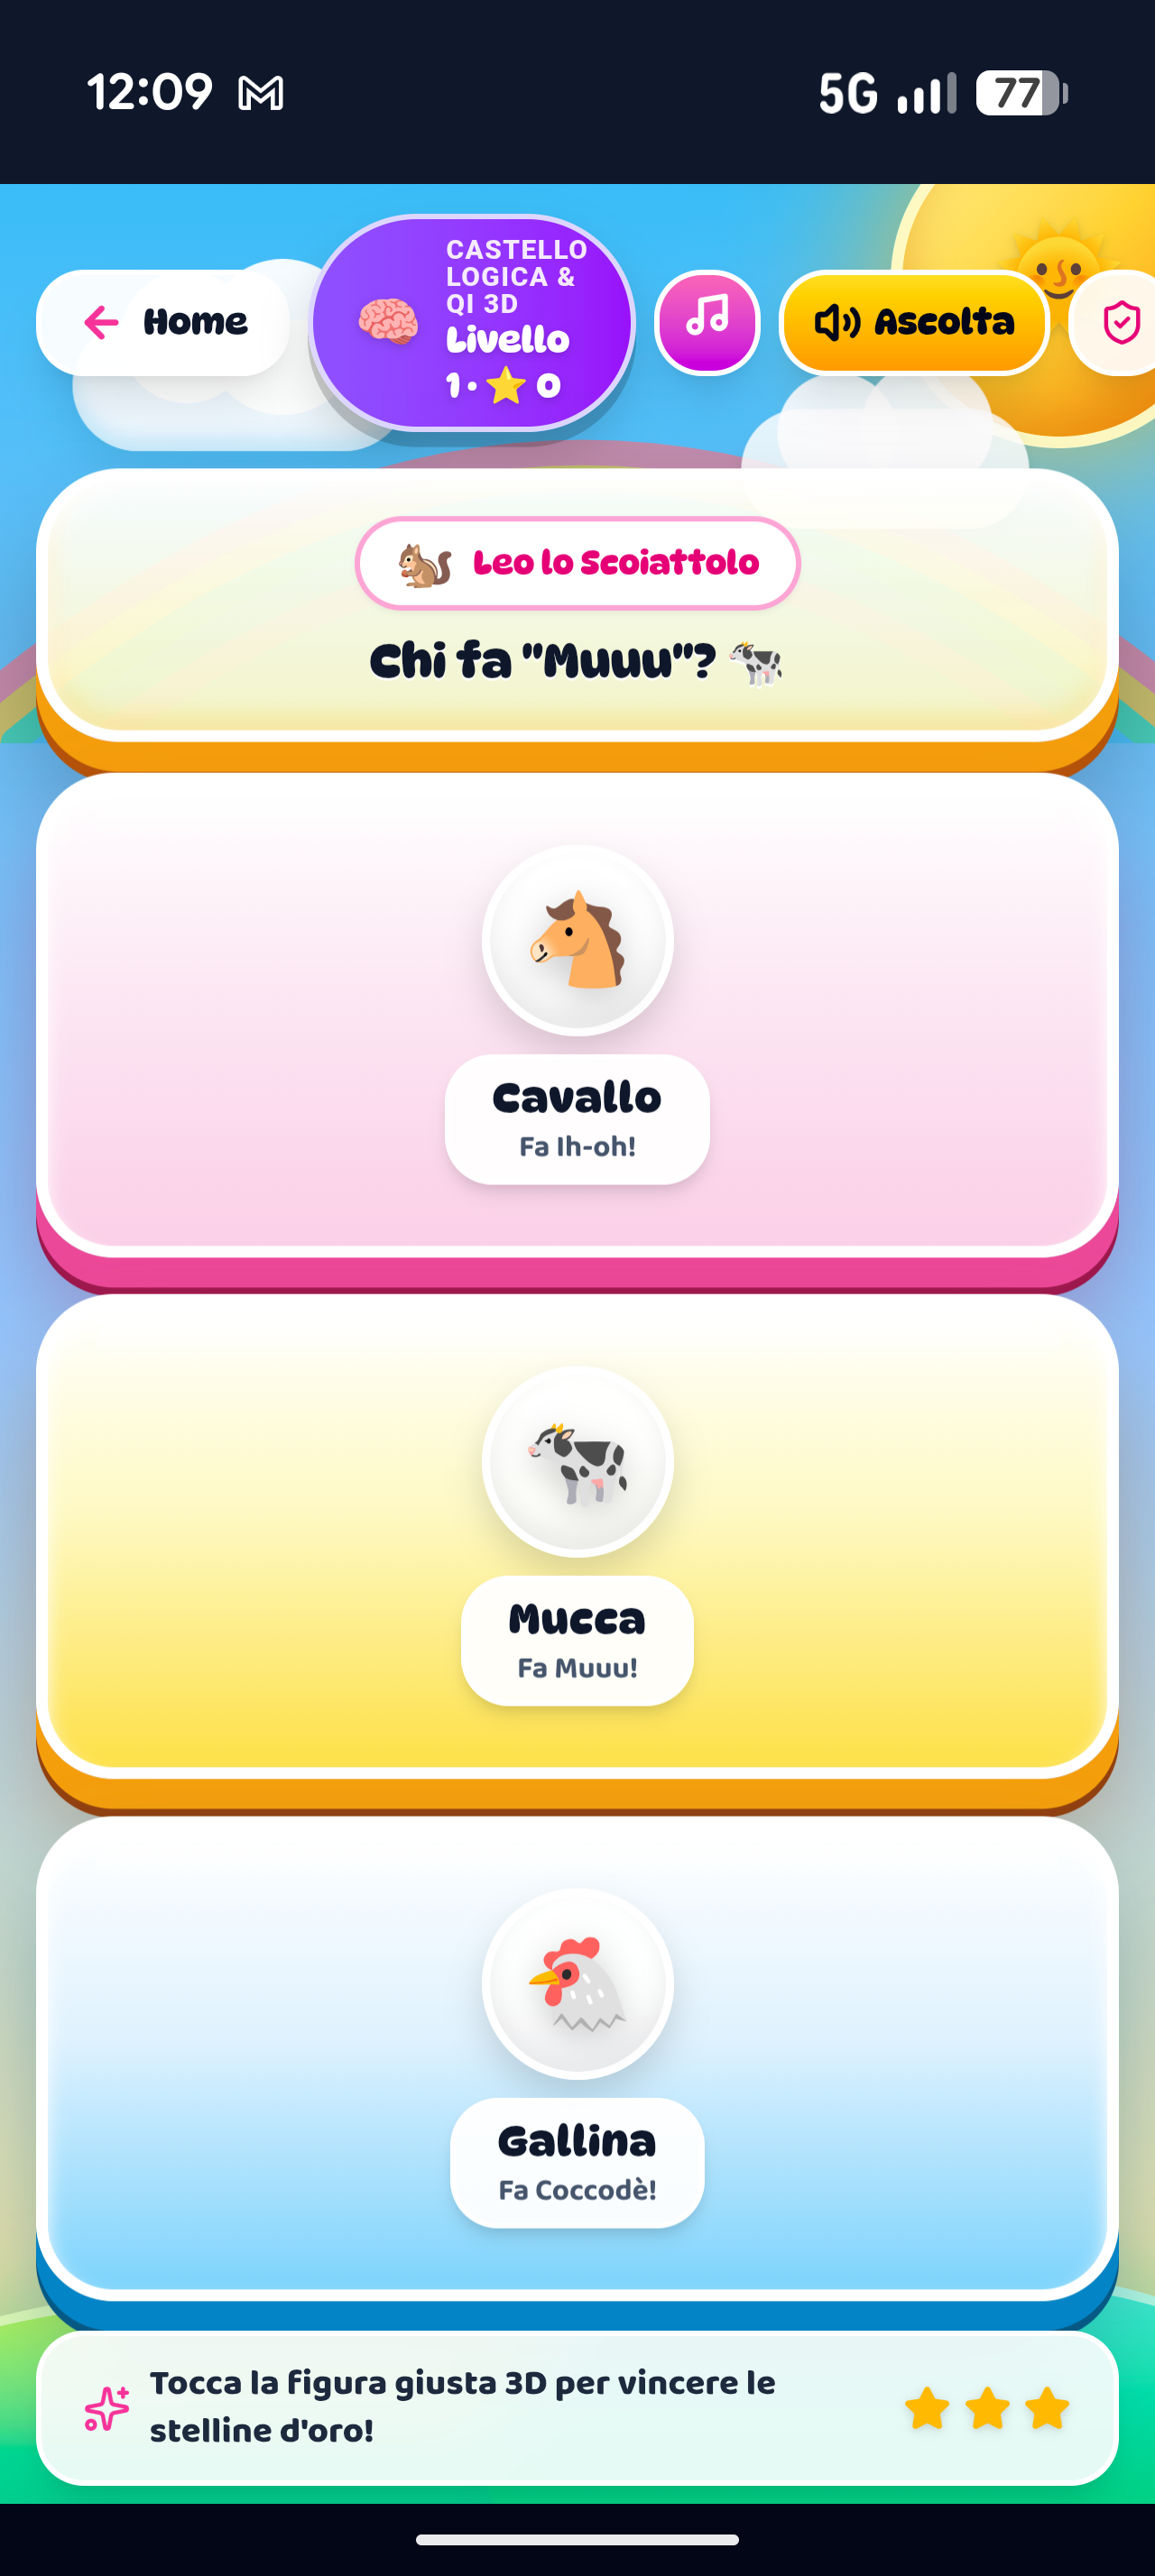 12:09
5G
77
Home
CASTELLO
LOGICA &
QI 3D
Livello
1 · ⭐ 0
Ascolta
Leo lo Scoiattolo
Chi fa "Muuu"? 🐄
Cavallo
Fa Ih-oh!
Mucca
Fa Muuu!
Gallina
Fa Coccodè!
Tocca la figura giusta 3D per vincere le
stelline d'oro!